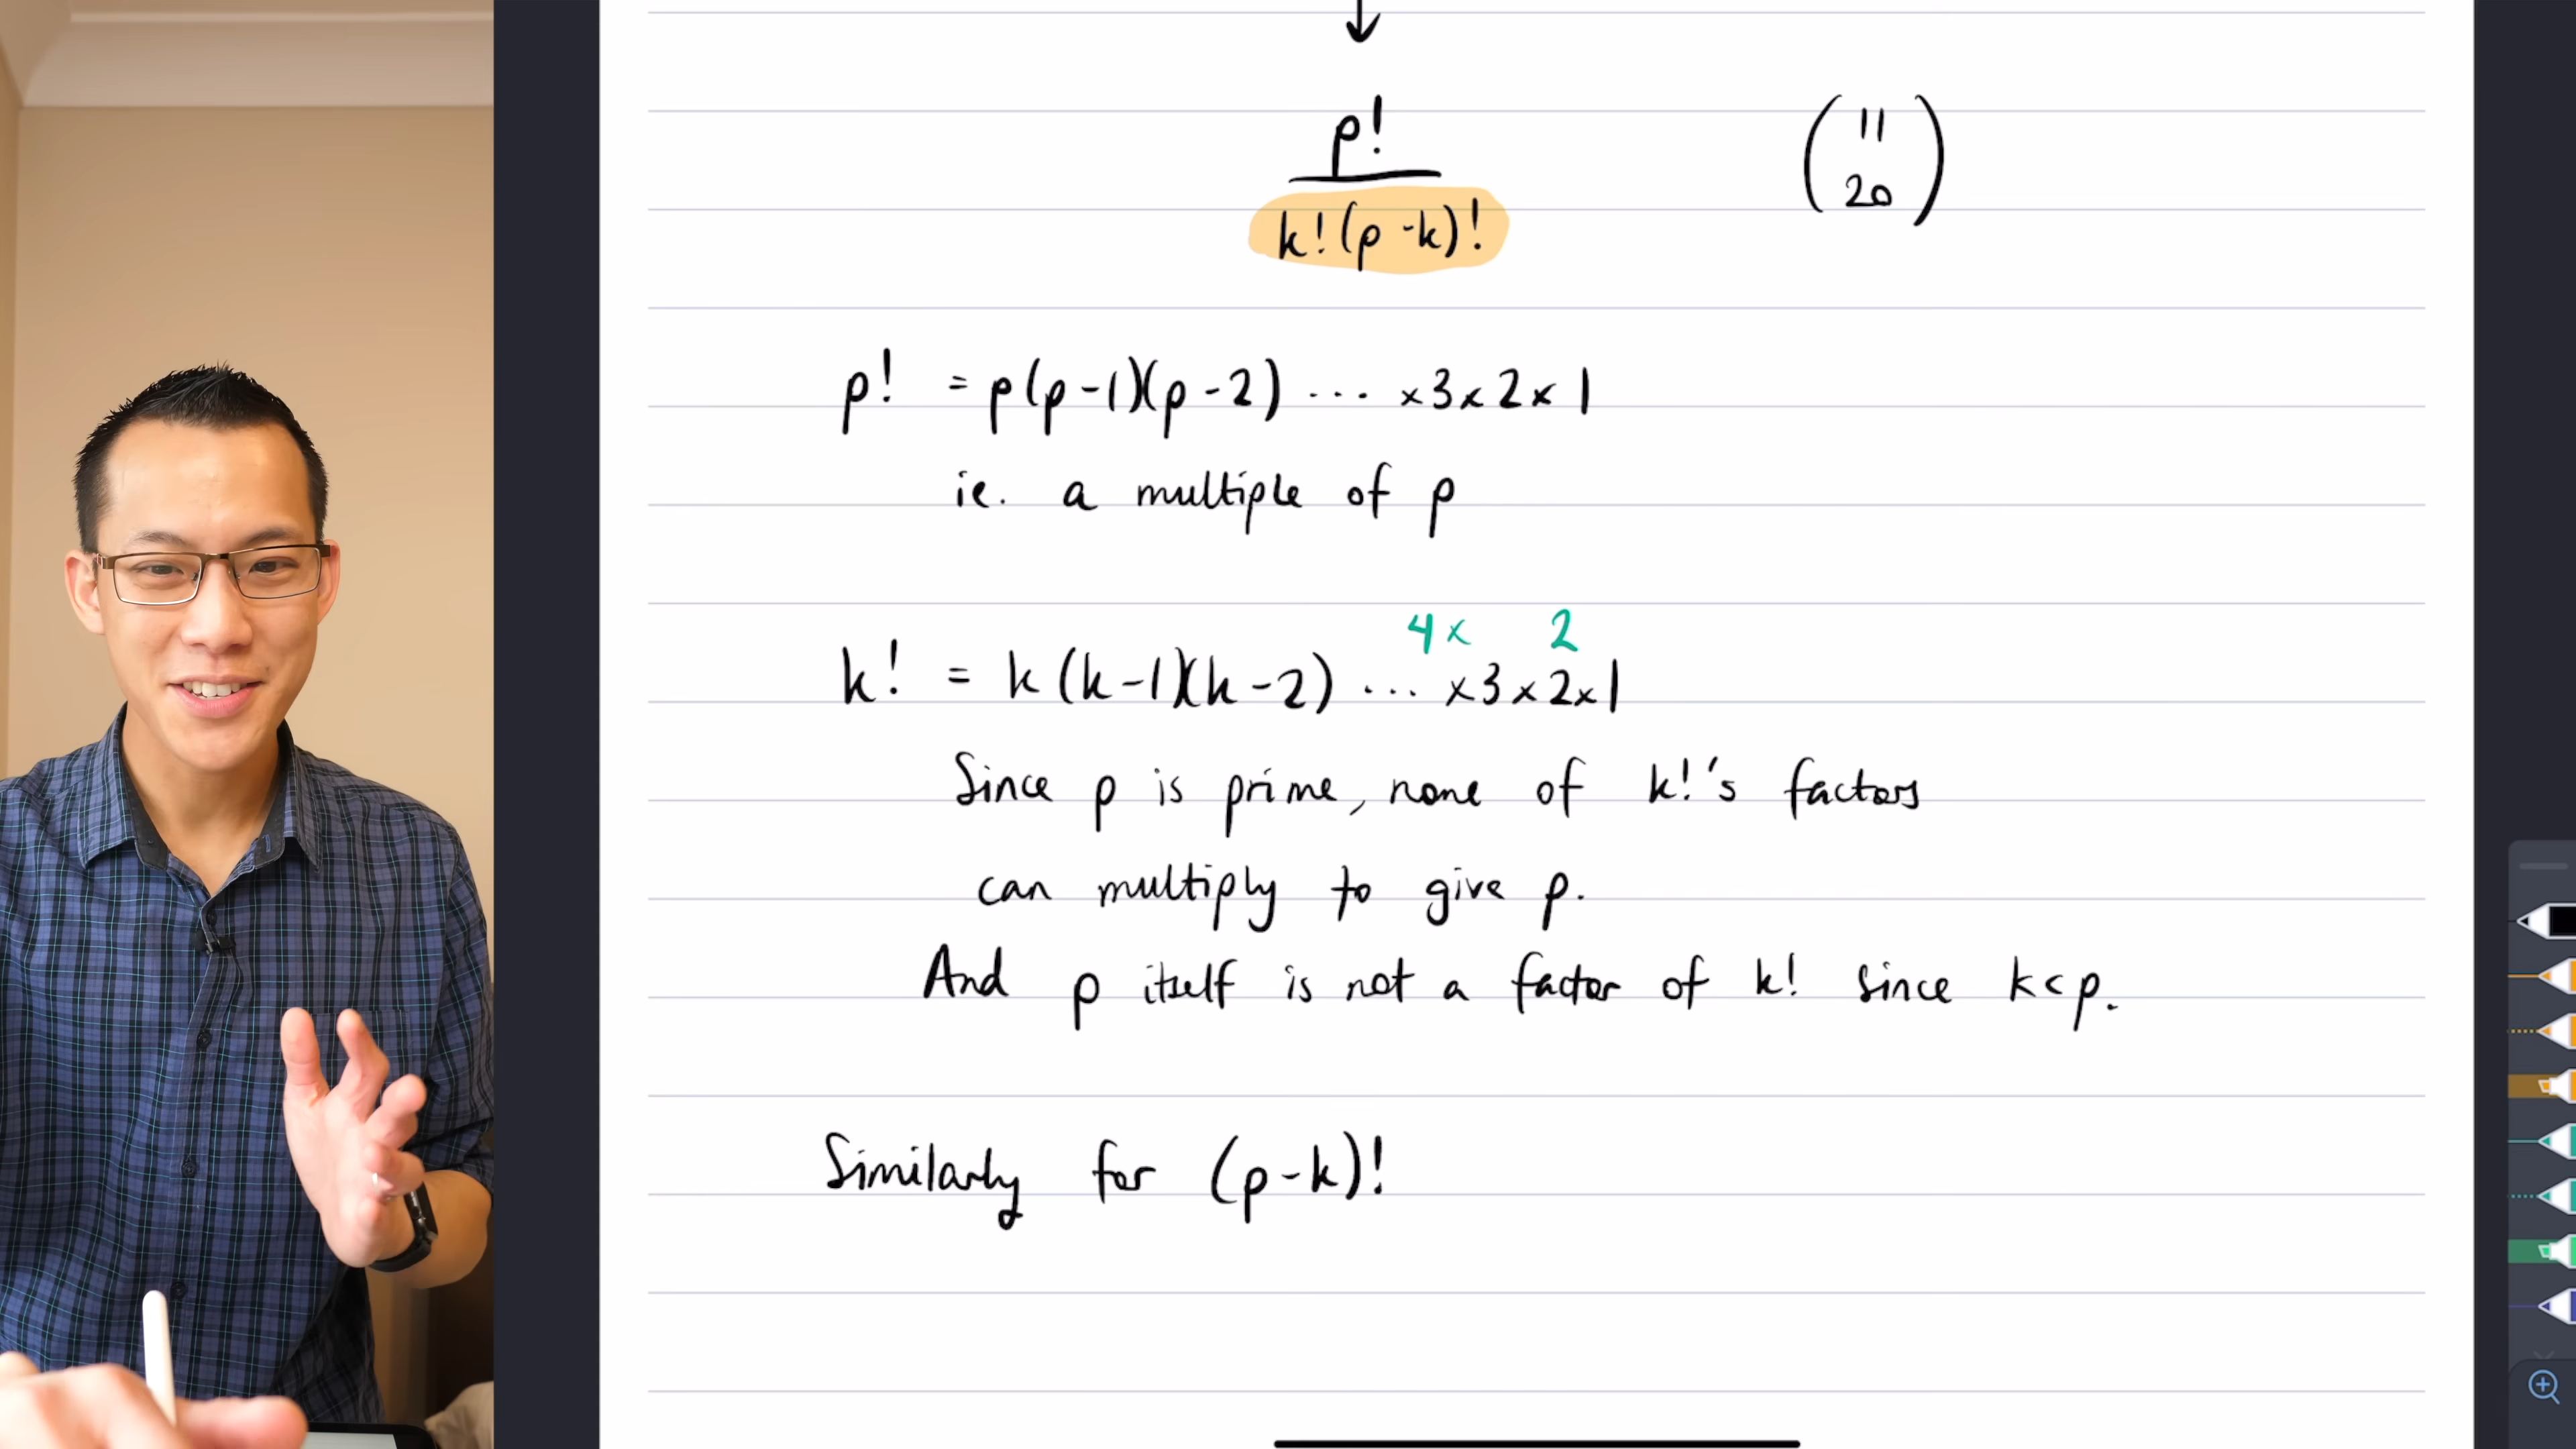 p!
k!(p-k)!
(11
20)
p! = p(p-1)(p-2) ... ×3×2×1
ie. a multiple of p
4× 2
k! = k(k-1)(k-2) ... ×3×2×1
Since p is prime, none of k!'s factors
can multiply to give p.
And p itself is not a factor of k! since k<p.
Similarly for (p-k)!